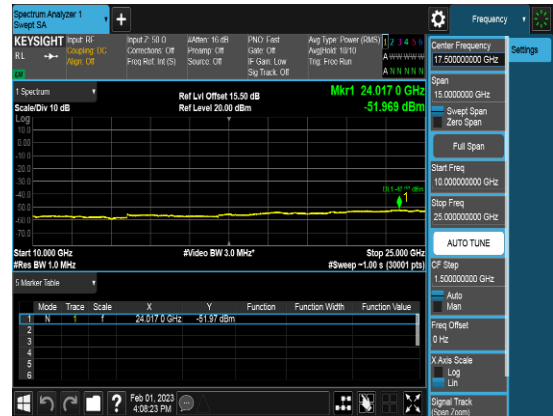 Spectrum Analyzer 1
Swept SA
Frequency
KEYSIGHT
RL
Input: RF
Coupling: DC
Align: Off
Input Z: 50 Ω
Corrections: Off
Freq Ref: Int (S)
#Atten: 16 dB
Preamp: Off
Source: Off
PNO: Fast
Gate: Off
IF Gain: Low
Sig Track: Off
Avg Type: Power (RMS)
Avg|Hold: 10/10
Trig: Free Run
1 2 3 4 5 6
A W W W W W
A N N N N N
1 Spectrum
Scale/Div 10 dB
Ref Lvl Offset 15.50 dB
Ref Level 20.00 dBm
Mkr1 24.017 0 GHz
-51.969 dBm
Log
10.0
0.00
-10.0
-20.0
-30.0
-40.0
-50.0
-60.0
-70.0
1
Start 10.000 GHz
#Res BW 1.0 MHz
#Video BW 3.0 MHz*
Stop 25.000 GHz
#Sweep ~1.00 s (30001 pts)
5 Marker Table
Mode Trace Scale X Y Function Function Width Function Value
1 N 1 f 24.017 0 GHz -51.97 dBm
2
3
4
5
6
Feb 01, 2023
4:08:23 PM
Center Frequency
17.500000000 GHz
Settings
Span
15.0000000 GHz
Swept Span
Zero Span
Full Span
Start Freq
10.000000000 GHz
Stop Freq
25.000000000 GHz
AUTO TUNE
CF Step
1.500000000 GHz
Auto
Man
Freq Offset
0 Hz
X Axis Scale
Log
Lin
Signal Track
(Span Zoom)